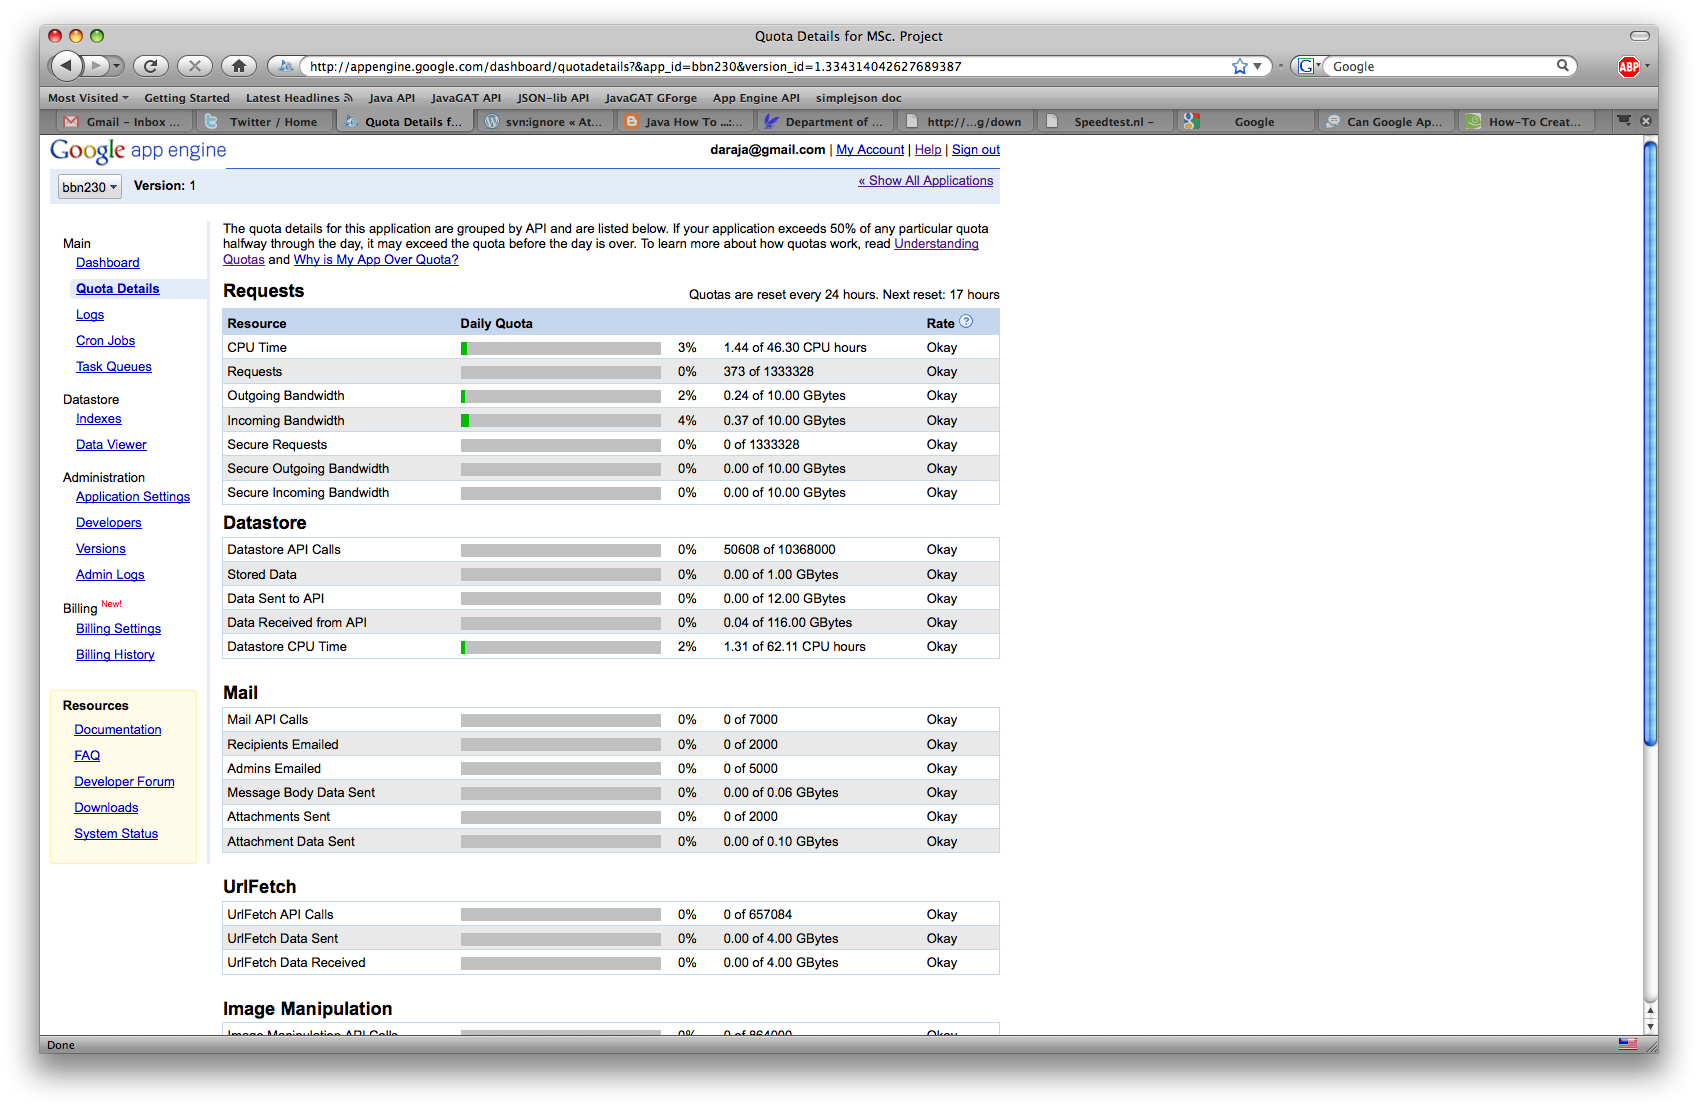 Quota Details for MSc. Project
http://appengine.google.com/dashboard/quotadetails?&app_id=bbn230&version_id=1.334314042627689387
G Google
ABP
Most Visited Getting Started Latest Headlines Java API JavaGAT API JSON-lib API JavaGAT GForge App Engine API simplejson doc
Gmail – Inbox ... Twitter / Home Quota Details f... svn:ignore « At... Java How To ...:... Department of ... http://...g/down Speedtest.nl – Google Can Google Ap... How-To Creat...
Google app engine
daraja@gmail.com | My Account | Help | Sign out
bbn230 Version: 1
« Show All Applications
Main
Dashboard
Quota Details
Logs
Cron Jobs
Task Queues
Datastore
Indexes
Data Viewer
Administration
Application Settings
Developers
Versions
Admin Logs
Billing New!
Billing Settings
Billing History
Resources
Documentation
FAQ
Developer Forum
Downloads
System Status
The quota details for this application are grouped by API and are listed below. If your application exceeds 50% of any particular quota
halfway through the day, it may exceed the quota before the day is over. To learn more about how quotas work, read Understanding
Quotas and Why is My App Over Quota?
Requests
Quotas are reset every 24 hours. Next reset: 17 hours
Resource Daily Quota Rate ?
CPU Time 3% 1.44 of 46.30 CPU hours Okay
Requests 0% 373 of 1333328 Okay
Outgoing Bandwidth 2% 0.24 of 10.00 GBytes Okay
Incoming Bandwidth 4% 0.37 of 10.00 GBytes Okay
Secure Requests 0% 0 of 1333328 Okay
Secure Outgoing Bandwidth 0% 0.00 of 10.00 GBytes Okay
Secure Incoming Bandwidth 0% 0.00 of 10.00 GBytes Okay
Datastore
Datastore API Calls 0% 50608 of 10368000 Okay
Stored Data 0% 0.00 of 1.00 GBytes Okay
Data Sent to API 0% 0.00 of 12.00 GBytes Okay
Data Received from API 0% 0.04 of 116.00 GBytes Okay
Datastore CPU Time 2% 1.31 of 62.11 CPU hours Okay
Mail
Mail API Calls 0% 0 of 7000 Okay
Recipients Emailed 0% 0 of 2000 Okay
Admins Emailed 0% 0 of 5000 Okay
Message Body Data Sent 0% 0.00 of 0.06 GBytes Okay
Attachments Sent 0% 0 of 2000 Okay
Attachment Data Sent 0% 0.00 of 0.10 GBytes Okay
UrlFetch
UrlFetch API Calls 0% 0 of 657084 Okay
UrlFetch Data Sent 0% 0.00 of 4.00 GBytes Okay
UrlFetch Data Received 0% 0.00 of 4.00 GBytes Okay
Image Manipulation
Image Manipulation API Calls 0% 0 of 864000 Okay
Done